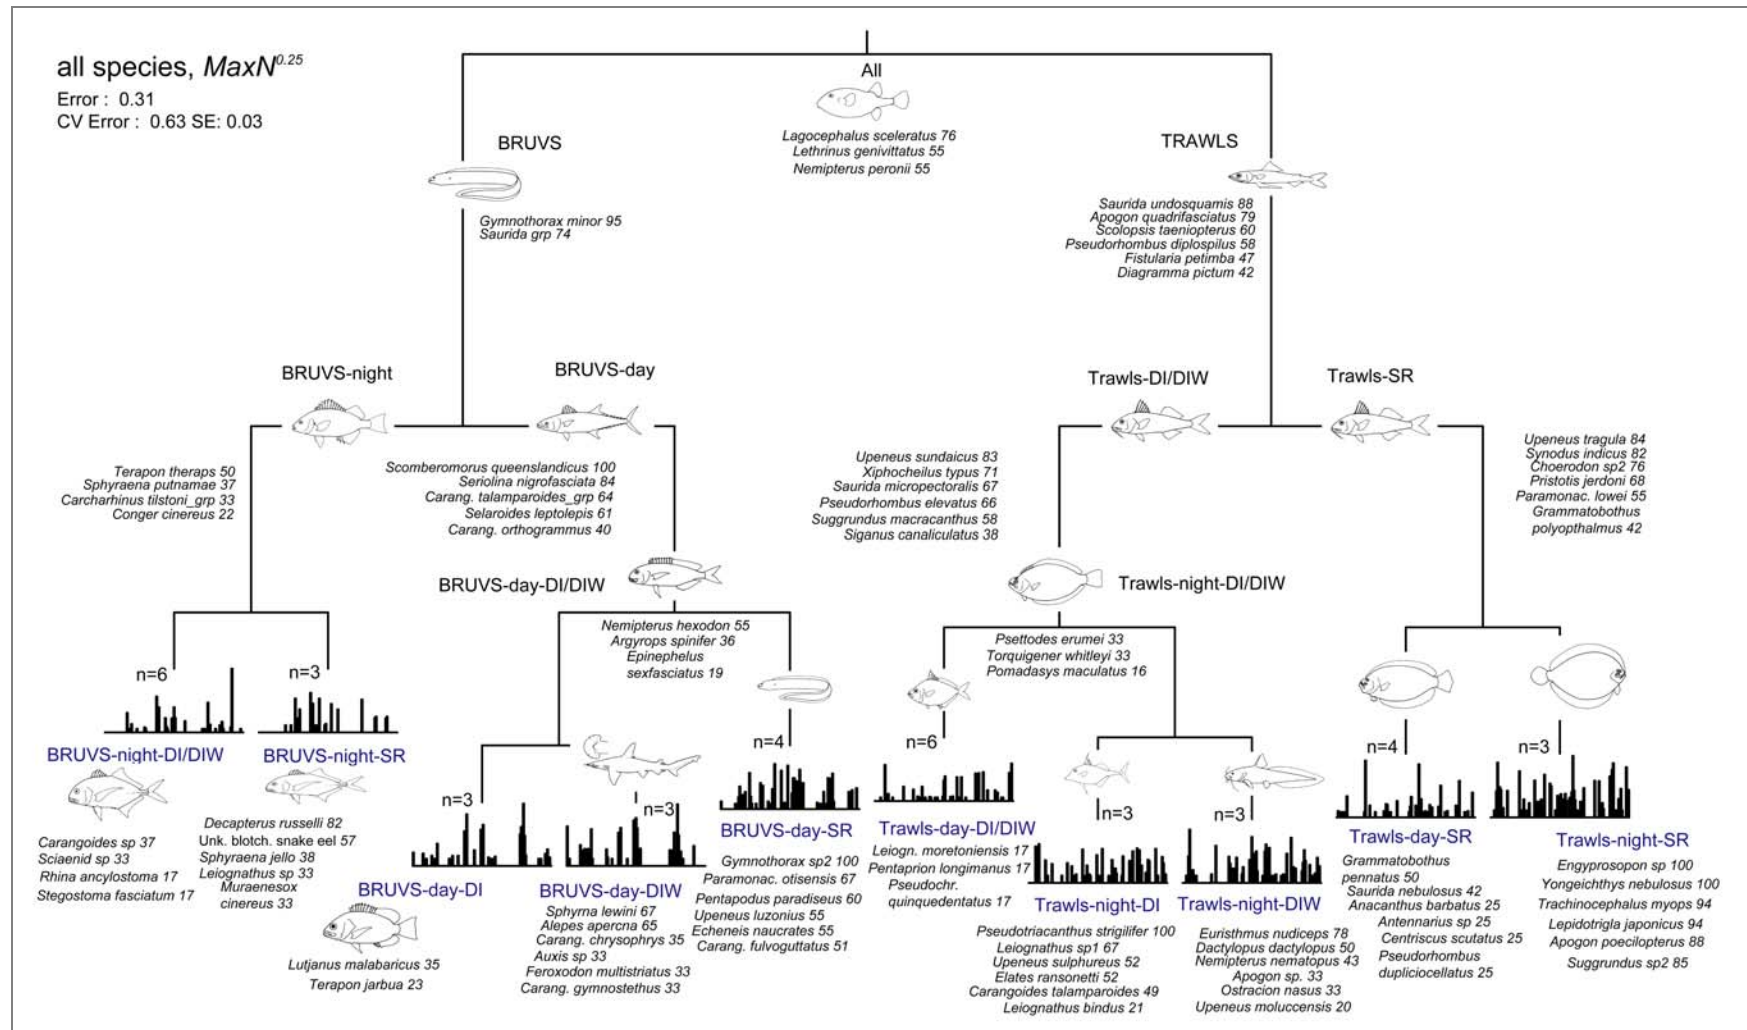 all species, MaxN^0.25
Error : 0.31
CV Error : 0.63 SE: 0.03
All
Lagocephalus sceleratus 76
Lethrinus genivittatus 55
Nemipterus peronii 55
BRUVS
Gymnothorax minor 95
Saurida grp 74
TRAWLS
Saurida undosquamis 88
Apogon quadrifasciatus 79
Scolopsis taeniopterus 60
Pseudorhombus diplospilus 58
Fistularia petimba 47
Diagramma pictum 42
BRUVS-night
Terapon theraps 50
Sphyraena putnamae 37
Carcharhinus tilstoni_grp 33
Conger cinereus 22
BRUVS-day
Scomberomorus queenslandicus 100
Seriolina nigrofasciata 84
Carang. talamparoides_grp 64
Selaroides leptolepis 61
Carang. orthogrammus 40
Trawls-DI/DIW
Upeneus sundaicus 83
Xiphocheilus typus 71
Saurida micropectoralis 67
Pseudorhombus elevatus 66
Suggrundus macracanthus 58
Siganus canaliculatus 38
Trawls-SR
Upeneus tragula 84
Synodus indicus 82
Choerodon sp2 76
Pristotis jerdoni 68
Paramonac. lowei 55
Grammatobothus
polyopthalmus 42
BRUVS-day-DI/DIW
Nemipterus hexodon 55
Argyrops spinifer 36
Epinephelus
sexfasciatus 19
Trawls-night-DI/DIW
Psettodes erumei 33
Torquigener whitleyi 33
Pomadasys maculatus 16
n=6
BRUVS-night-DI/DIW
Carangoides sp 37
Sciaenid sp 33
Rhina ancylostoma 17
Stegostoma fasciatum 17
n=3
BRUVS-night-SR
Decapterus russelli 82
Unk. blotch. snake eel 57
Sphyraena jello 38
Leiognathus sp 33
Muraenesox
cinereus 33
n=3
BRUVS-day-DI
Lutjanus malabaricus 35
Terapon jarbua 23
n=3
BRUVS-day-DIW
Sphyrna lewini 67
Alepes apercna 65
Carang. chrysophrys 35
Auxis sp 33
Feroxodon multistriatus 33
Carang. gymnostethus 33
n=4
BRUVS-day-SR
Gymnothorax sp2 100
Paramonac. otisensis 67
Pentapodus paradiseus 60
Upeneus luzonius 55
Echeneis naucrates 55
Carang. fulvoguttatus 51
n=6
Trawls-day-DI/DIW
Leiogn. moretoniensis 17
Pentaprion longimanus 17
Pseudochr.
quinquedentatus 17
n=3
Trawls-night-DI
Pseudotriacanthus strigilifer 100
Leiognathus sp1 67
Upeneus sulphureus 52
Elates ransonetti 52
Carangoides talamparoides 49
Leiognathus bindus 21
n=3
Trawls-night-DIW
Euristhmus nudiceps 78
Dactylopus dactylopus 50
Nemipterus nematopus 43
Apogon sp. 33
Ostracion nasus 33
Upeneus moluccensis 20
n=4
Trawls-day-SR
Grammatobothus
pennatus 50
Saurida nebulosus 42
Anacanthus barbatus 25
Antennarius sp 25
Centriscus scutatus 25
Pseudorhombus
dupliciocellatus 25
n=3
Trawls-night-SR
Engyprosopon sp 100
Yongeichthys nebulosus 100
Trachinocephalus myops 94
Lepidotrigla japonicus 94
Apogon poecilopterus 88
Suggrundus sp2 85